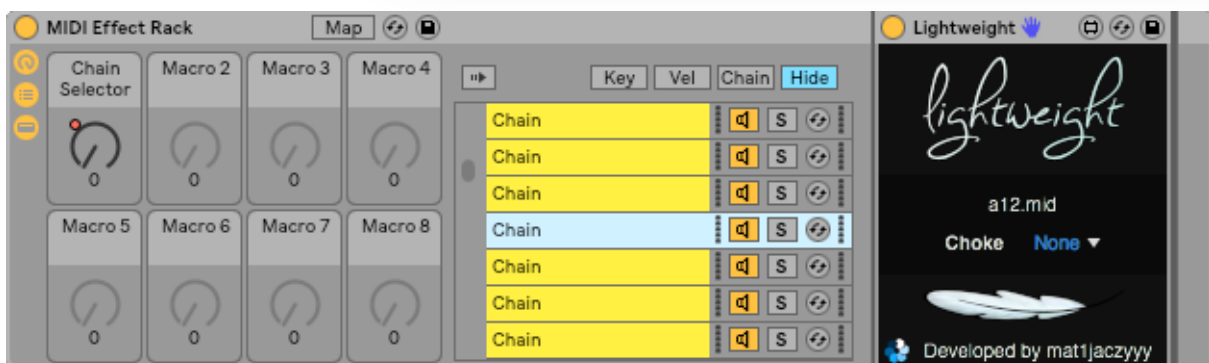 MIDI Effect Rack
Map
Chain Selector
Macro 2
Macro 3
Macro 4
0
0
0
0
Macro 5
Macro 6
Macro 7
Macro 8
0
0
0
0
Key
Vel
Chain
Hide
Chain
S
Chain
S
Chain
S
Chain
S
Chain
S
Chain
S
Chain
S
Lightweight
lightweight
a12.mid
Choke None
Developed by mat1jaczyyy